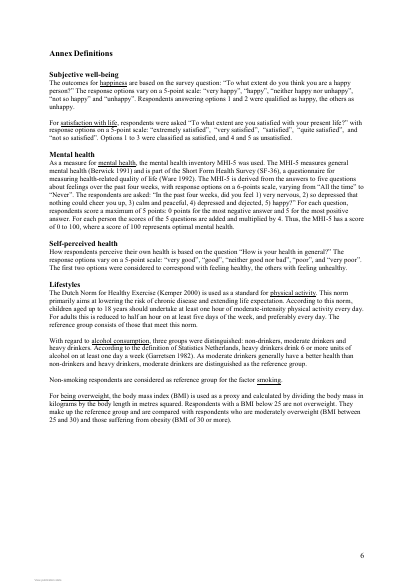 Annex Definitions
Subjective well-being
The outcomes for happiness are based on the survey question: "To what extent do you think you are a happy
person?" The response options vary on a 5-point scale: "very happy", "happy", "neither happy nor unhappy",
"not so happy" and "unhappy". Respondents answering options 1 and 2 were qualified as happy, the others as
unhappy.
For satisfaction with life, respondents were asked "To what extent are you satisfied with your present life?" with
response options on a 5-point scale: "extremely satisfied", "very satisfied", "satisfied", "quite satisfied", and
"not so satisfied". Options 1 to 3 were classified as satisfied, and 4 and 5 as unsatisfied.
Mental health
As a measure for mental health, the mental health inventory MHI-5 was used. The MHI-5 measures general
mental health (Berwick 1991) and is part of the Short Form Health Survey (SF-36), a questionnaire for
measuring health-related quality of life (Ware 1992). The MHI-5 is derived from the answers to five questions
about feelings over the past four weeks, with response options on a 6-points scale, varying from "All the time" to
"Never". The respondents are asked: "In the past four weeks, did you feel 1) very nervous, 2) so depressed that
nothing could cheer you up, 3) calm and peaceful, 4) depressed and dejected, 5) happy?" For each question,
respondents score a maximum of 5 points: 0 points for the most negative answer and 5 for the most positive
answer. For each person the scores of the 5 questions are added and multiplied by 4. Thus, the MHI-5 has a score
of 0 to 100, where a score of 100 represents optimal mental health.
Self-perceived health
How respondents perceive their own health is based on the question "How is your health in general?" The
response options vary on a 5-point scale: "very good", "good", "neither good nor bad", "poor", and "very poor".
The first two options were considered to correspond with feeling healthy, the others with feeling unhealthy.
Lifestyles
The Dutch Norm for Healthy Exercise (Kemper 2000) is used as a standard for physical activity. This norm
primarily aims at lowering the risk of chronic disease and extending life expectation. According to this norm,
children aged up to 18 years should undertake at least one hour of moderate-intensity physical activity every day.
For adults this is reduced to half an hour on at least five days of the week, and preferably every day. The
reference group consists of those that meet this norm.
With regard to alcohol consumption, three groups were distinguished: non-drinkers, moderate drinkers and
heavy drinkers. According to the definition of Statistics Netherlands, heavy drinkers drink 6 or more units of
alcohol on at least one day a week (Garretsen 1982). As moderate drinkers generally have a better health than
non-drinkers and heavy drinkers, moderate drinkers are distinguished as the reference group.
Non-smoking respondents are considered as reference group for the factor smoking.
For being overweight, the body mass index (BMI) is used as a proxy and calculated by dividing the body mass in
kilograms by the body length in metres squared. Respondents with a BMI below 25 are not overweight. They
make up the reference group and are compared with respondents who are moderately overweight (BMI between
25 and 30) and those suffering from obesity (BMI of 30 or more).
6